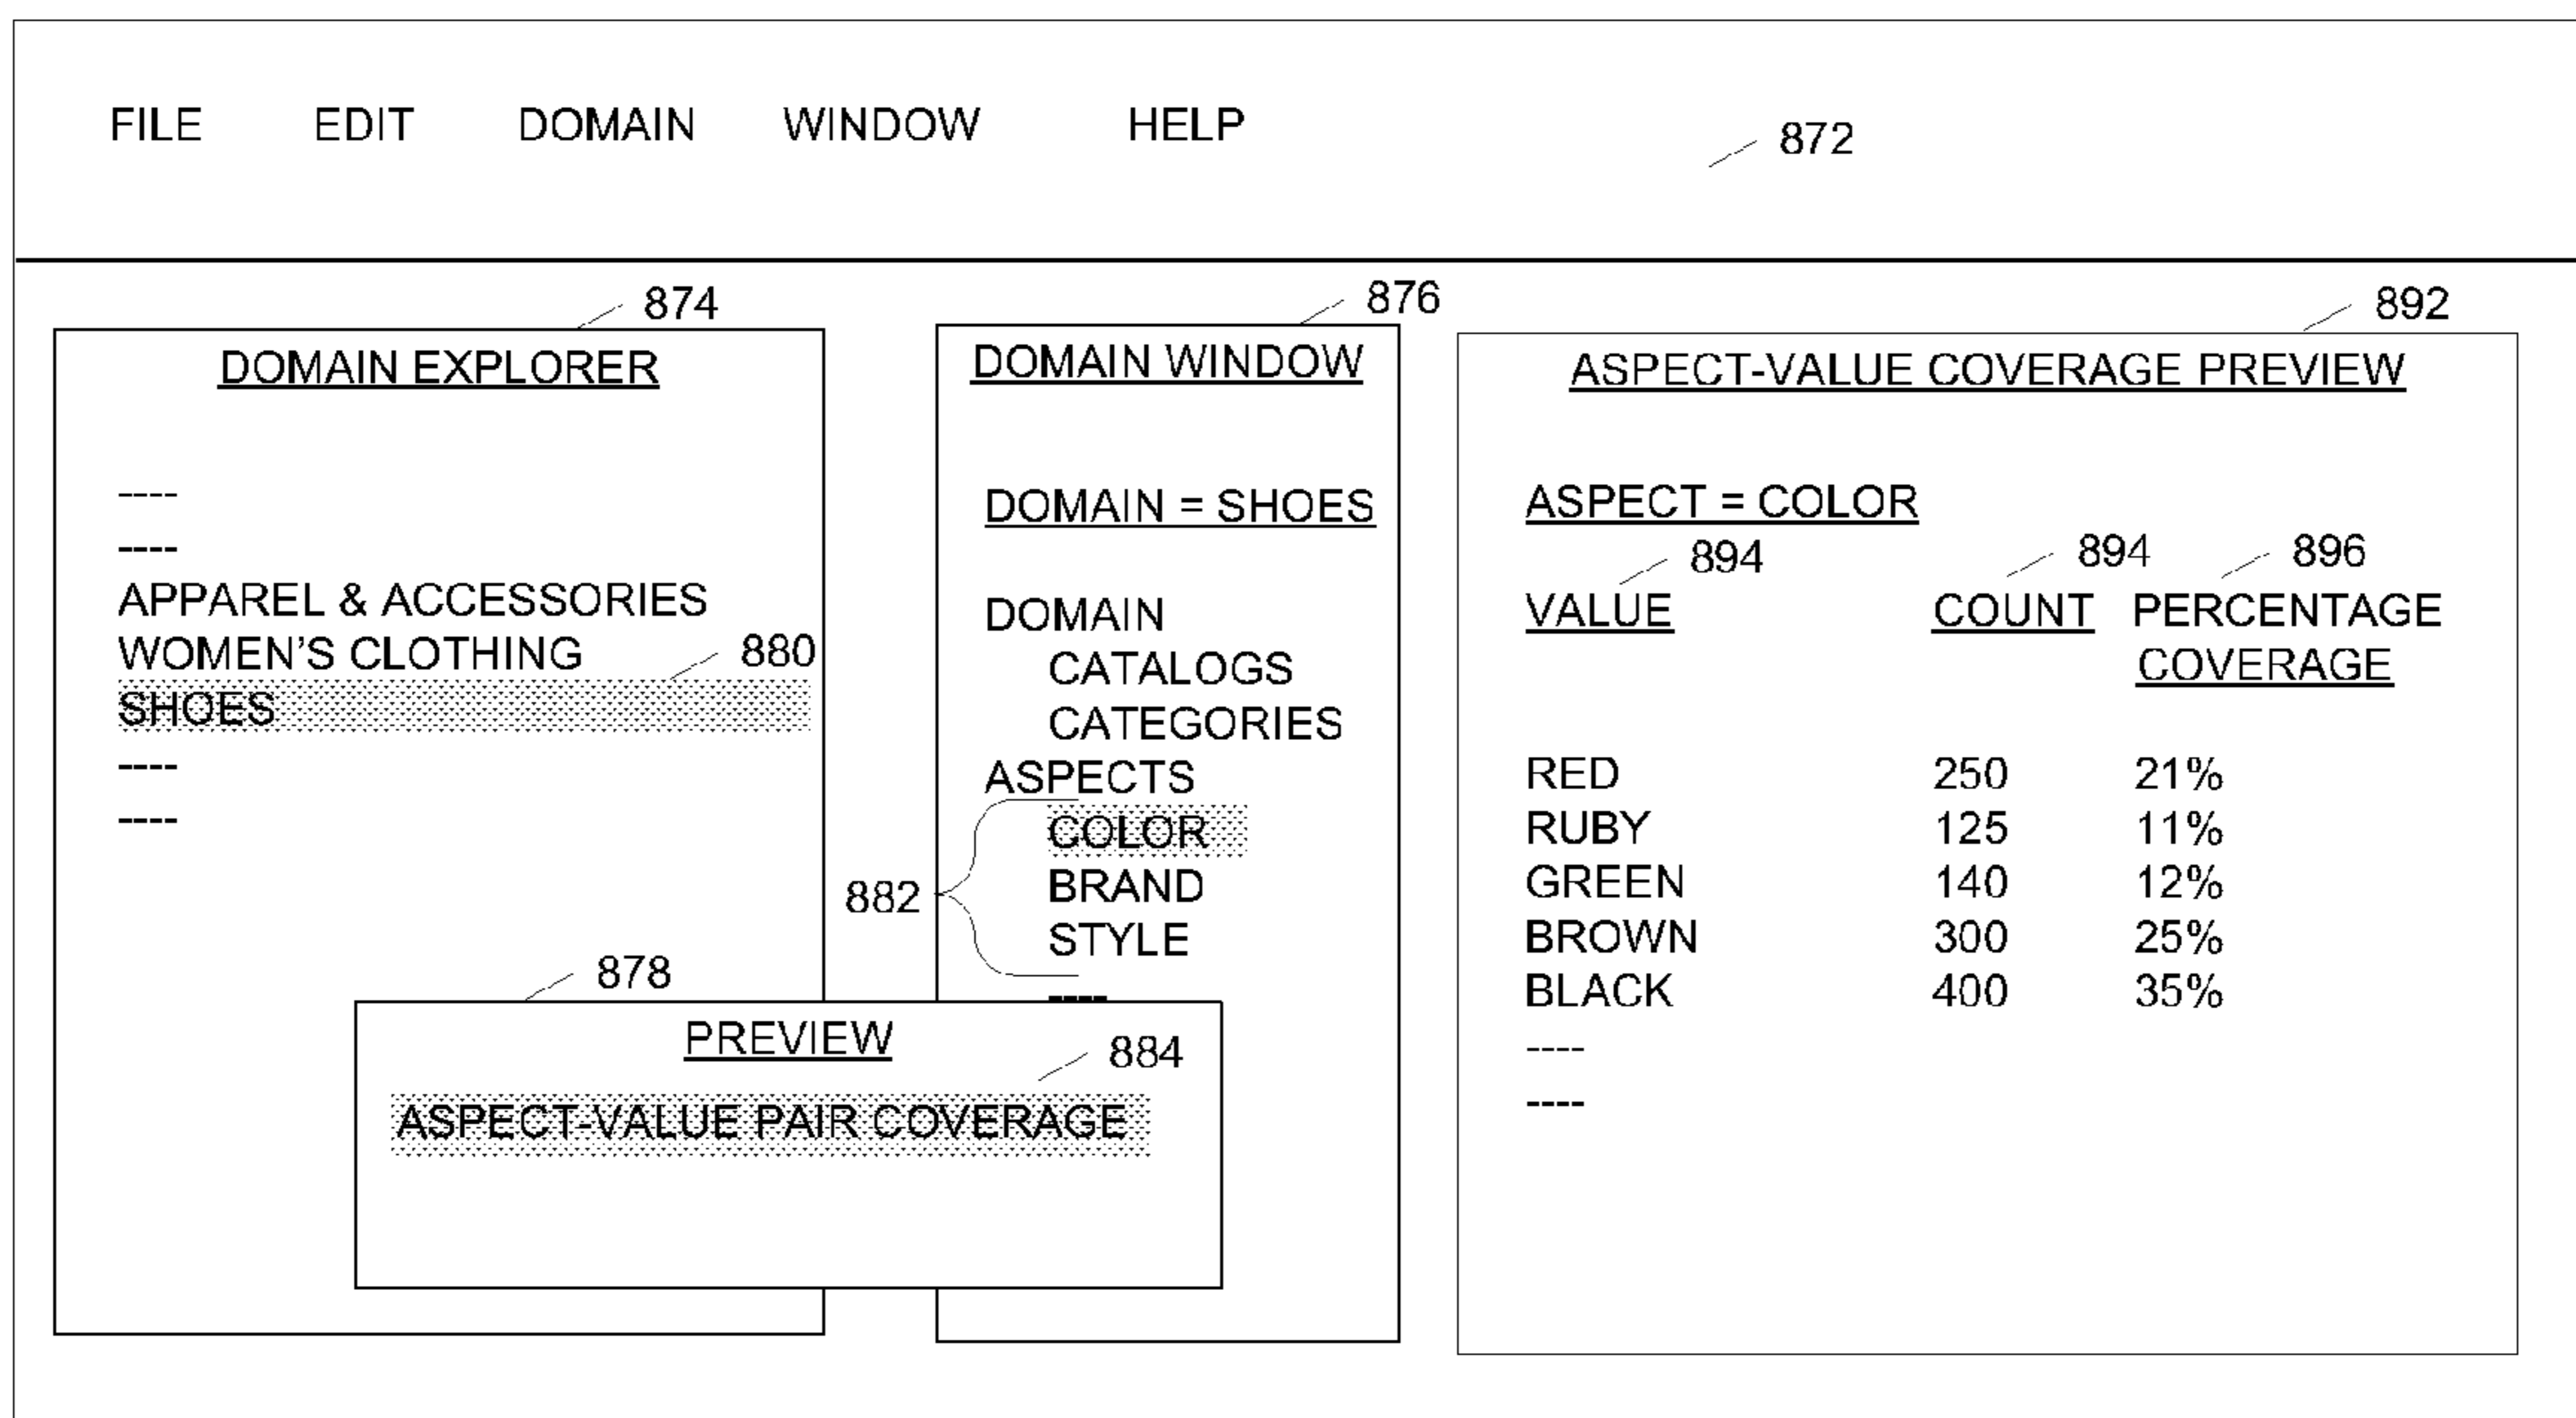 FILE EDIT DOMAIN WINDOW HELP
872
874
DOMAIN EXPLORER
----
----
APPAREL & ACCESSORIES
WOMEN'S CLOTHING
880
SHOES
----
----
876
DOMAIN WINDOW
DOMAIN = SHOES
DOMAIN
CATALOGS
CATEGORIES
ASPECTS
COLOR
BRAND
STYLE
----
882
878
PREVIEW
884
ASPECT-VALUE PAIR COVERAGE
892
ASPECT-VALUE COVERAGE PREVIEW
ASPECT = COLOR
894 894 896
VALUE COUNT PERCENTAGE
COVERAGE
RED 250 21%
RUBY 125 11%
GREEN 140 12%
BROWN 300 25%
BLACK 400 35%
----
----